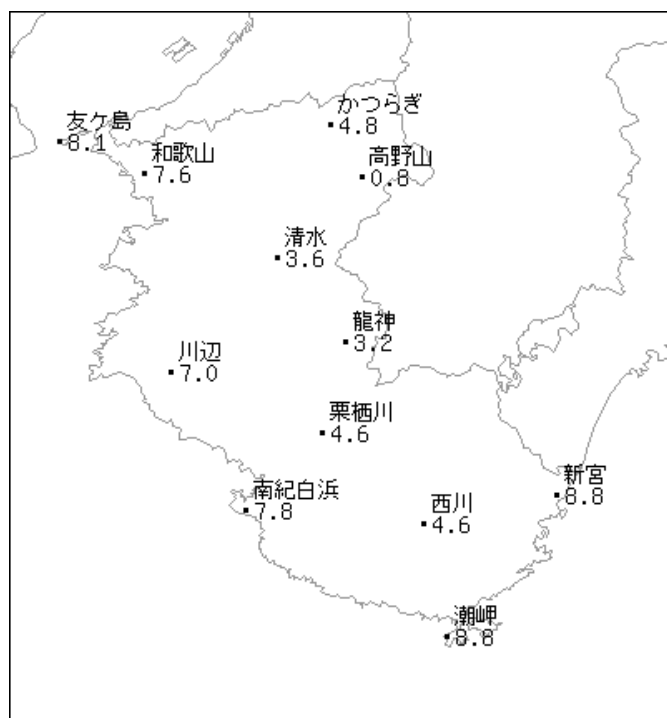 かつらぎ
4.8
友ケ島
8.1
和歌山
7.6
高野山
0.8
清水
3.6
龍神
3.2
川辺
7.0
栗栖川
4.6
新宮
8.8
南紀白浜
7.8
西川
4.6
潮岬
8.8